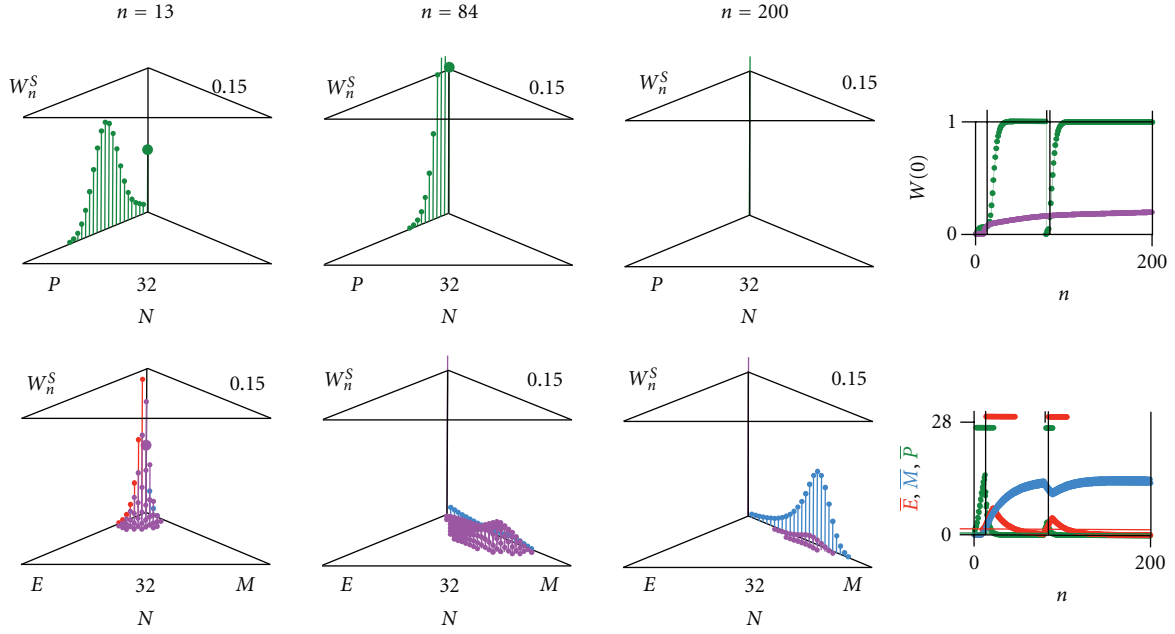 n = 13
n = 84
n = 200
W_n^S
0.15
W_n^S
0.15
W_n^S
0.15
P
32
N
P
32
N
P
32
N
1
W(0)
0
0
200
n
W_n^S
0.15
W_n^S
0.15
W_n^S
0.15
E
32
M
N
E
32
M
N
E
32
M
N
28
E̅, M̅, P̅
0
0
200
n